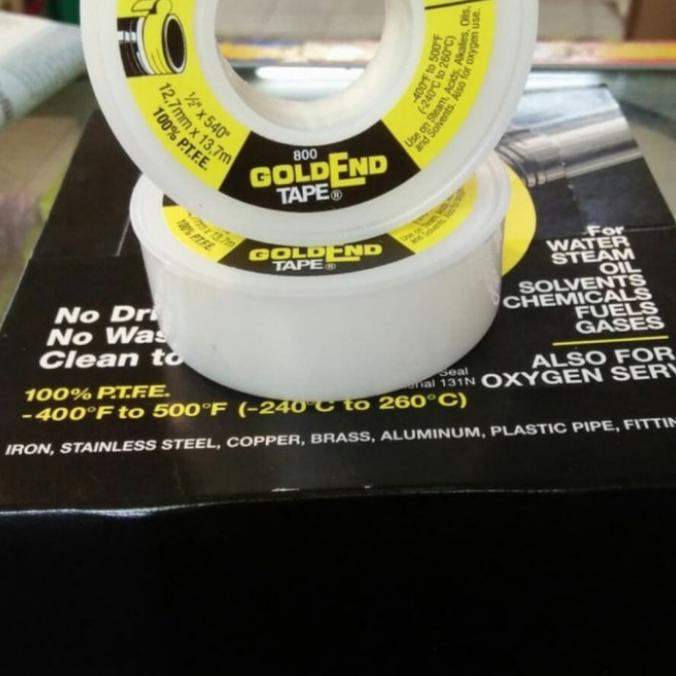 ½" x 540"
12,7mm x 13,7m
100% P.T.F.E.
800
GOLDEND
TAPE®
-400°F to 500°F
(-240°C to 260°C)
Use on Steam, Acids, Alkalies, Oils,
and Solvents. Also for oxygen use.
100% P.T.F.E.
GOLDEND
TAPE®
For
WATER
STEAM
OIL
SOLVENTS
CHEMICALS
FUELS
GASES
ALSO FOR
OXYGEN SERV
No Dri
No Was
Clean to
Seal
131N
100% P.T.F.E.
-400°F to 500°F (-240°C to 260°C)
IRON, STAINLESS STEEL, COPPER, BRASS, ALUMINUM, PLASTIC PIPE, FITTIN